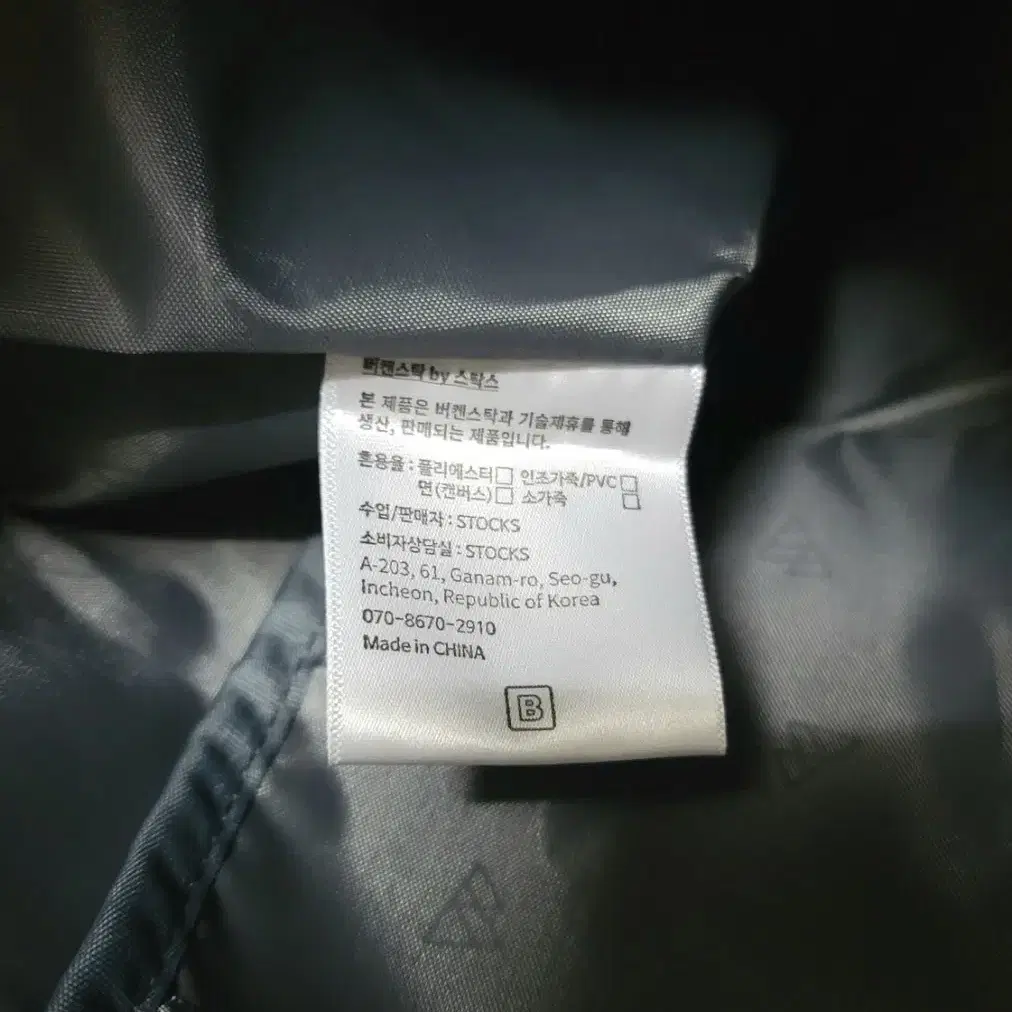 버켄스탁 by 스탁스
본 제품은 버켄스탁과 기술제휴를 통해
생산, 판매되는 제품입니다.
혼용율 : 폴리에스터□ 인조가죽/PVC□
면(캔버스)□ 소가죽 □
수입/판매자 : STOCKS
소비자상담실 : STOCKS
A-203, 61, Ganam-ro, Seo-gu,
Incheon, Republic of Korea
070-8670-2910
Made in CHINA
B